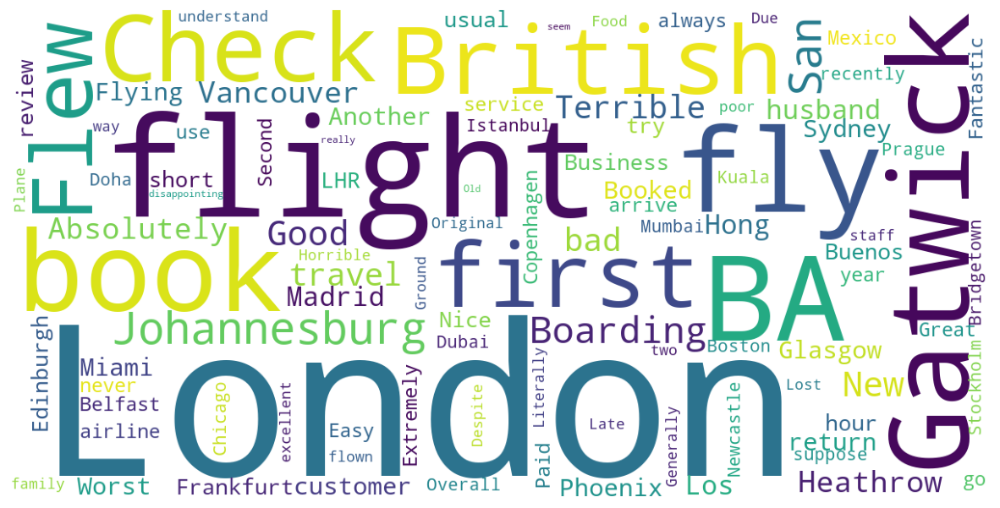 understand
usual
seem
Food
always
Due
Check
British
San
Mexico
Gatwick
Flew
review
Flying
Vancouver
recently
Fantastic
way
use
Another
service
Terrible
poor
husband
Istanbul
try
Sydney
Second
really
flight
fly
Prague
Plane
Doha
short
disappointing
LHR
Old
Copenhagen
Business
Booked
Kuala
arrive
Absolutely
Good
Original
bad
Mumbai
Hong
staff
Bridgetown
book
Horrible
travel
Ground
first
BA
Buenos
year
Madrid
Johannesburg
Nice
Dubai
Boarding
two
Boston
Great
Glasgow
Edinburgh
London
Miami
never
Belfast
airline
Chicago
excellent
Easy
flown
Extremely
Despite
Literally
Late
Generally
Newcastle
Lost
New
Stockholm
hour
return
suppose
family
Worst
Frankfurt
customer
Overall
Paid
Phoenix
Los
Heathrow
go